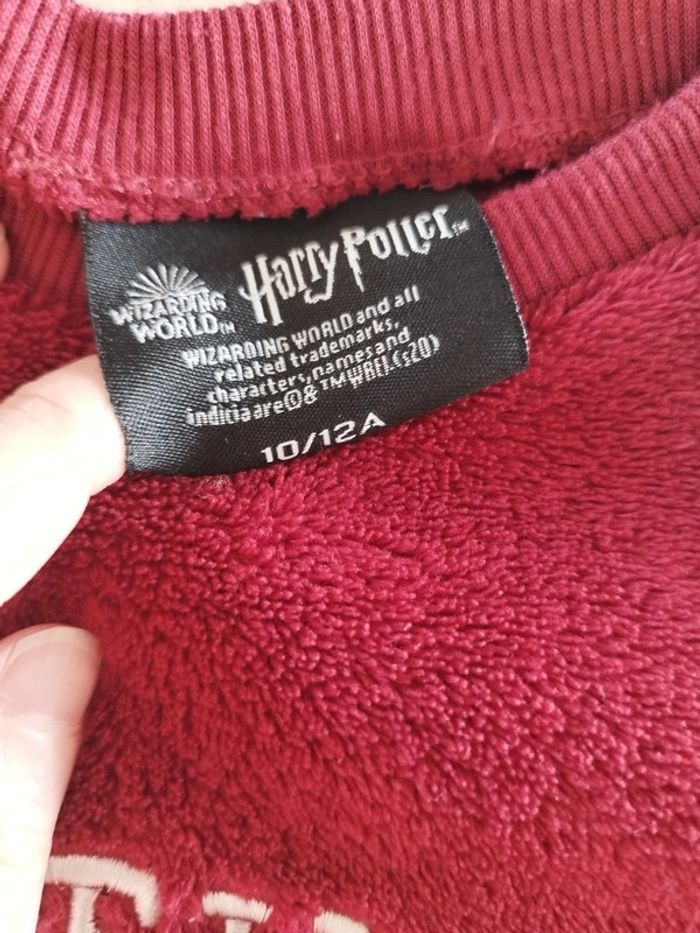 Harry Potter™
WIZARDING
WORLD™
WIZARDING WORLD and all
related trademarks,
characters, names and
indicia are © & ™ WBEI. (s20)
10/12A